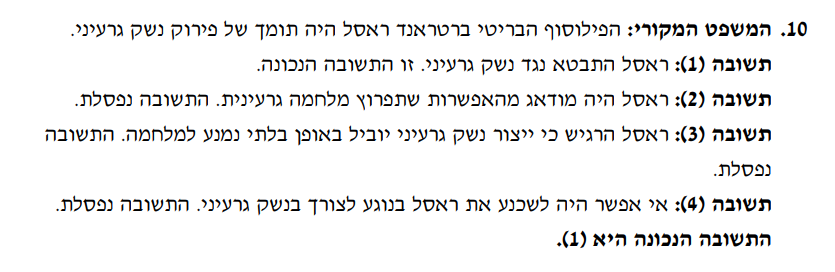 10. המשפט המקורי: הפילוסוף הבריטי ברטראנד ראסל היה תומך של פירוק נשק גרעיני.
תשובה (1): ראסל התבטא נגד נשק גרעיני. זו התשובה הנכונה.
תשובה (2): ראסל היה מודאג מהאפשרות שתפרוץ מלחמה גרעינית. התשובה נפסלת.
תשובה (3): ראסל הרגיש כי ייצור נשק גרעיני יוביל באופן בלתי נמנע למלחמה. התשובה
נפסלת.
תשובה (4): אי אפשר היה לשכנע את ראסל בנוגע לצורך בנשק גרעיני. התשובה נפסלת.
התשובה הנכונה היא (1).